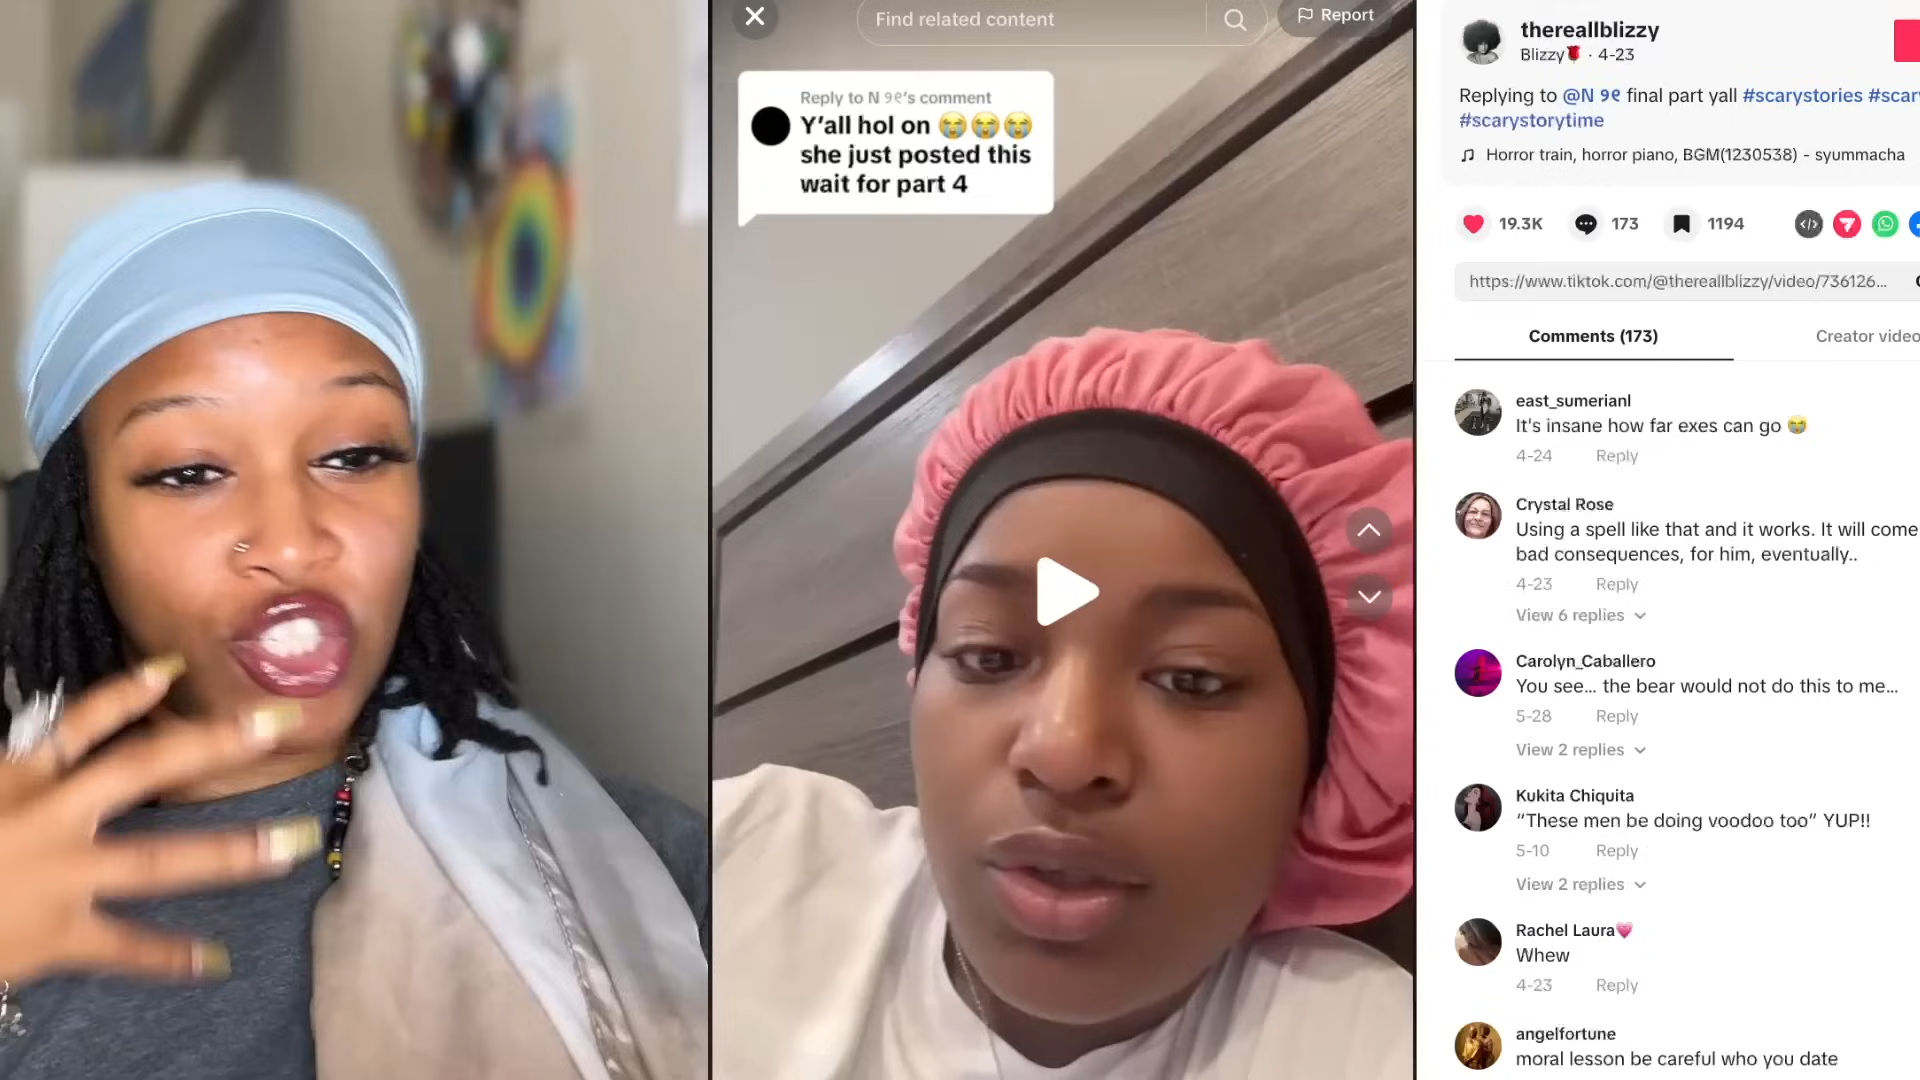 Find related content
Report
Reply to N 9୧'s comment
Y'all hol on 😭😭😭
she just posted this
wait for part 4
thereallblizzy
Blizzy🌹 · 4-23
Replying to @N 9୧ final part yall #scarystories #scary
#scarystorytime
Horror train, horror piano, BGM(1230538) - syummacha
19.3K
173
1194
https://www.tiktok.com/@thereallblizzy/video/736126...
Comments (173)
Creator video
east_sumerianl
It's insane how far exes can go 😭
4-24 Reply
Crystal Rose
Using a spell like that and it works. It will come
bad consequences, for him, eventually..
4-23 Reply
View 6 replies
Carolyn_Caballero
You see... the bear would not do this to me...
5-28 Reply
View 2 replies
Kukita Chiquita
“These men be doing voodoo too” YUP!!
5-10 Reply
View 2 replies
Rachel Laura💗
Whew
4-23 Reply
angelfortune
moral lesson be careful who you date